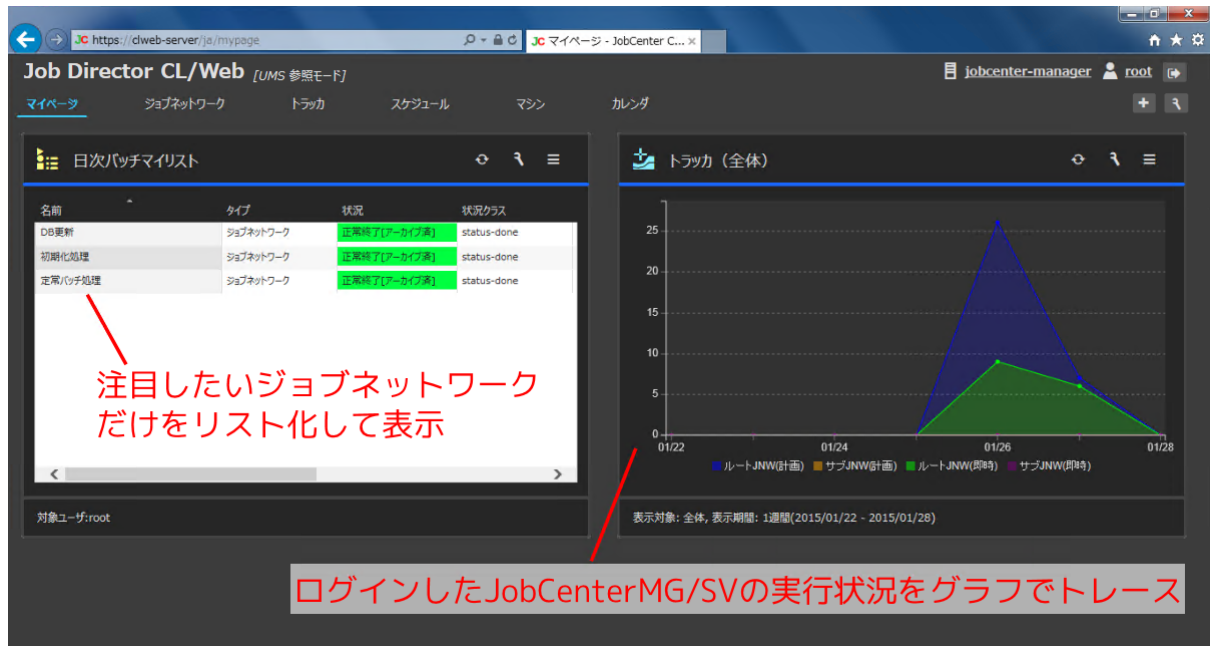 https://clweb-server/ja/mypage
JC マイページ - JobCenter C... ×
Job Director CL/Web [UMS 参照モード]
jobcenter-manager root
マイページ ジョブネットワーク トラッカ スケジュール マシン カレンダ
日次バッチマイリスト
名前 タイプ 状況 状況クラス
DB更新 ジョブネットワーク 正常終了[アーカイブ済] status-done
初期化処理 ジョブネットワーク 正常終了[アーカイブ済] status-done
定常バッチ処理 ジョブネットワーク 正常終了[アーカイブ済] status-done
注目したいジョブネットワーク
だけをリスト化して表示
対象ユーザ:root
トラッカ（全体）
25
20
15
10
5
0
01/22 01/24 01/26 01/28
ルートJNW(計画) サブJNW(計画) ルートJNW(即時) サブJNW(即時)
表示対象: 全体, 表示期間: 1週間(2015/01/22 - 2015/01/28)
ログインしたJobCenterMG/SVの実行状況をグラフでトレース